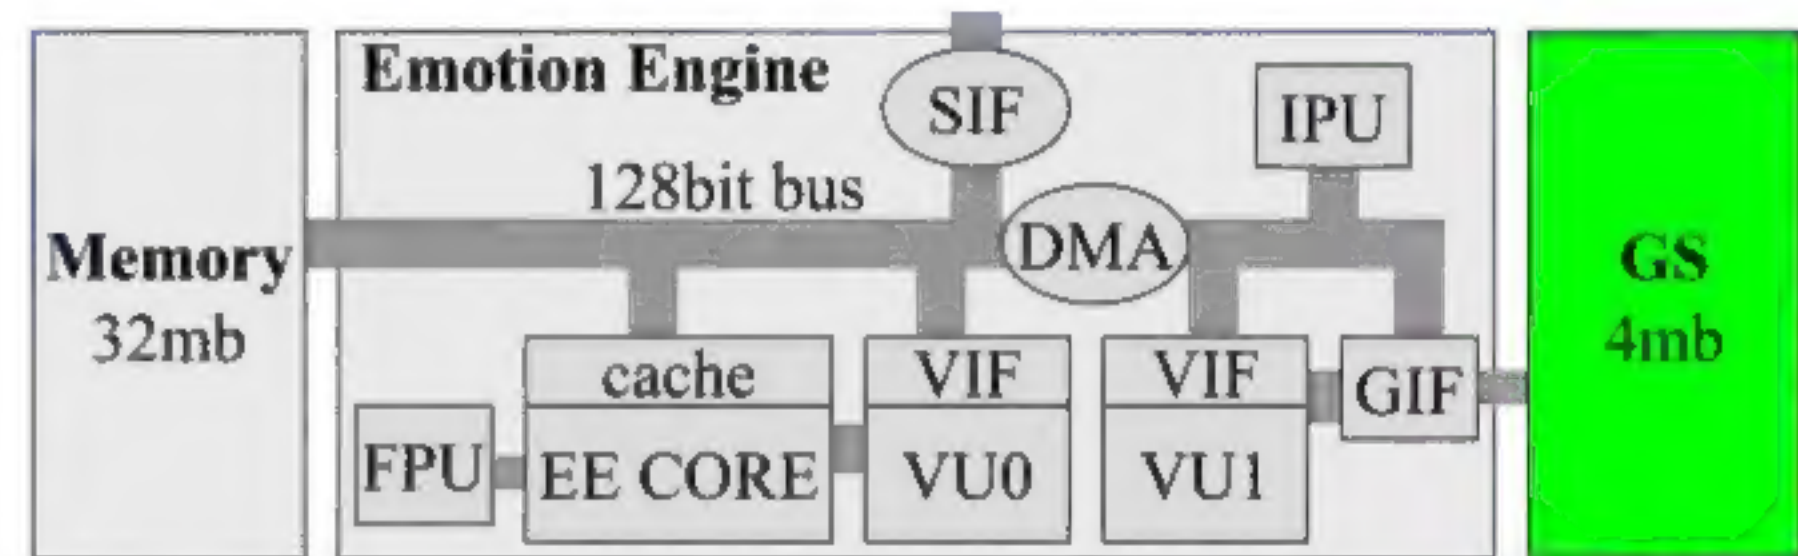 Emotion Engine
SIF
IPU
128bit bus
DMA
Memory
32mb
GS
4mb
cache
VIF
VIF
GIF
FPU
EE CORE
VU0
VU1